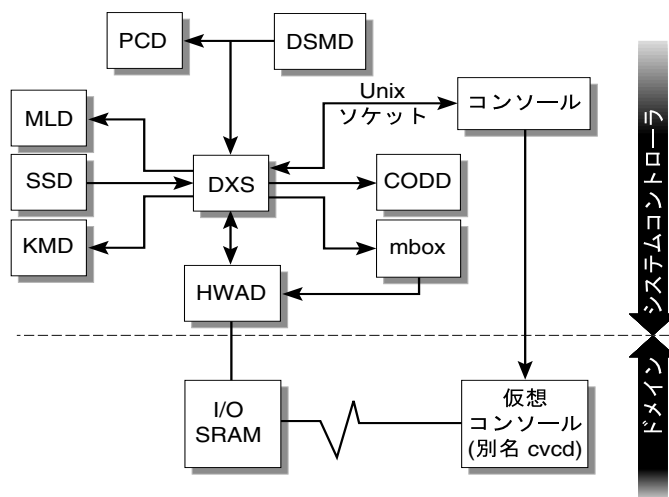 PCD
DSMD
Unix
ソケット
コンソール
MLD
SSD
DXS
CODD
KMD
mbox
HWAD
I/O
SRAM
仮想
コンソール
(別名 cvcd)
システムコントローラ
ドメイン